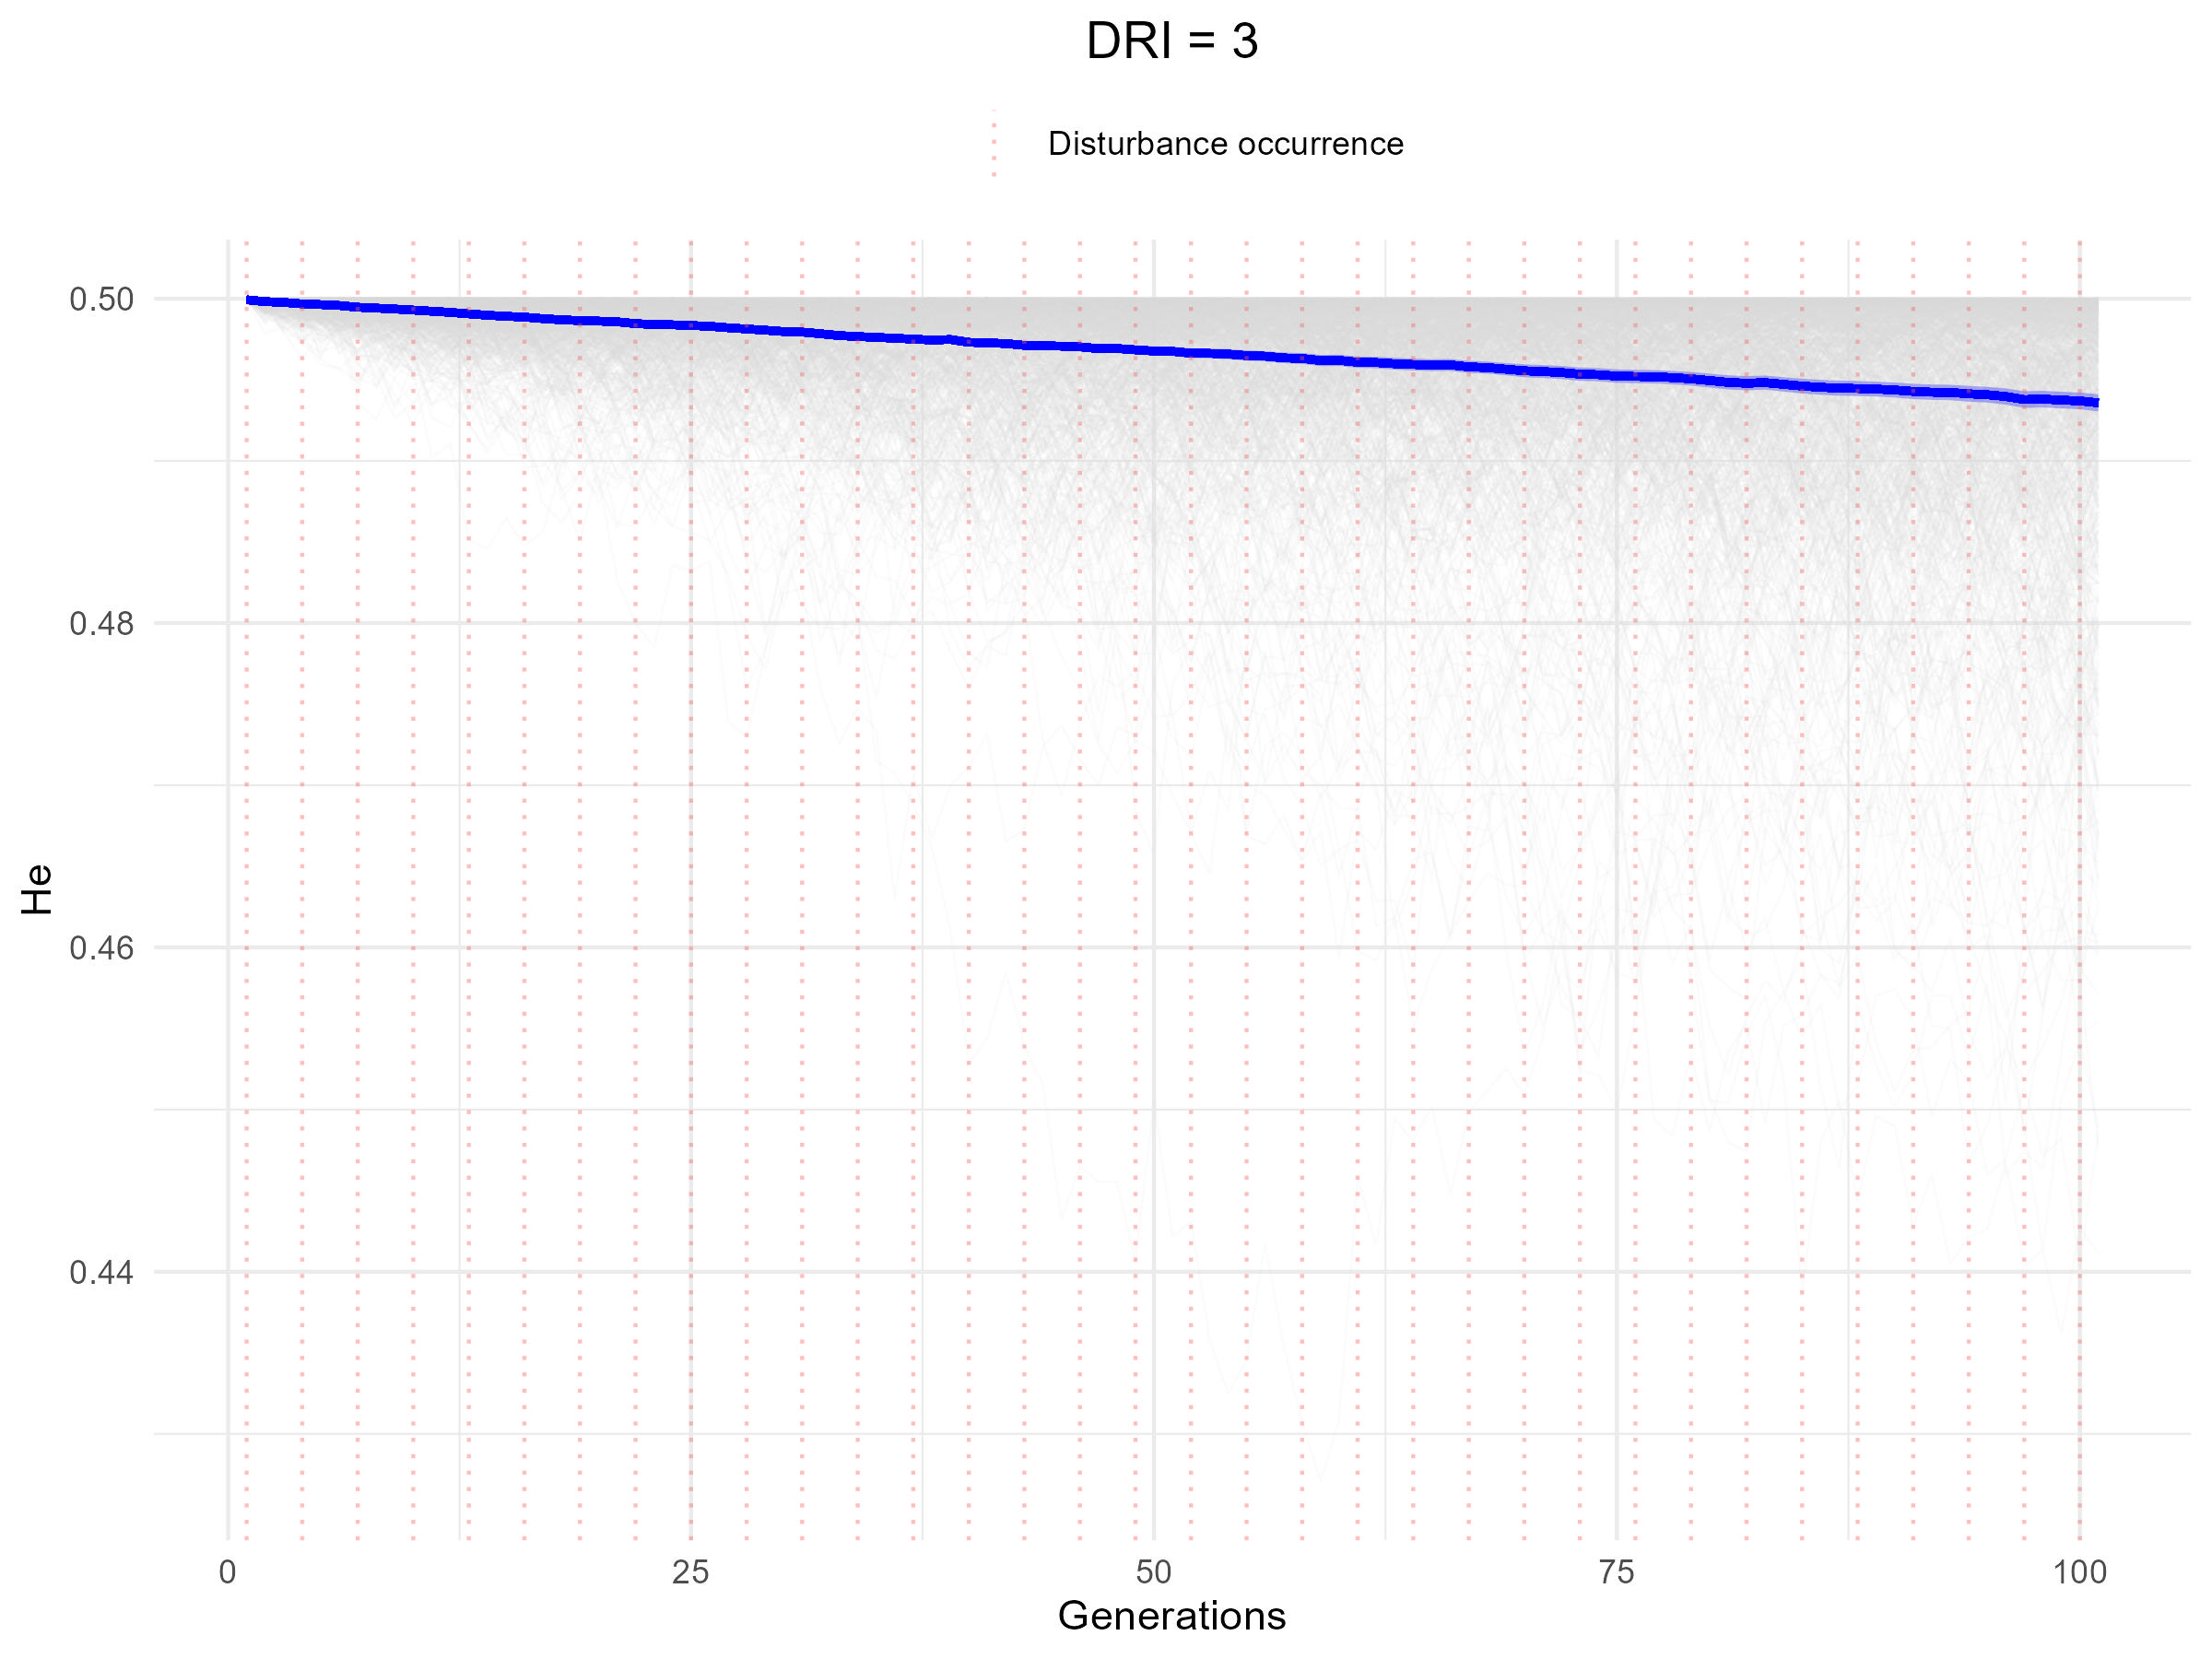 DRI = 3
Disturbance occurrence
0.50
0.48
0.46
0.44
He
0 25 50 75 100
Generations